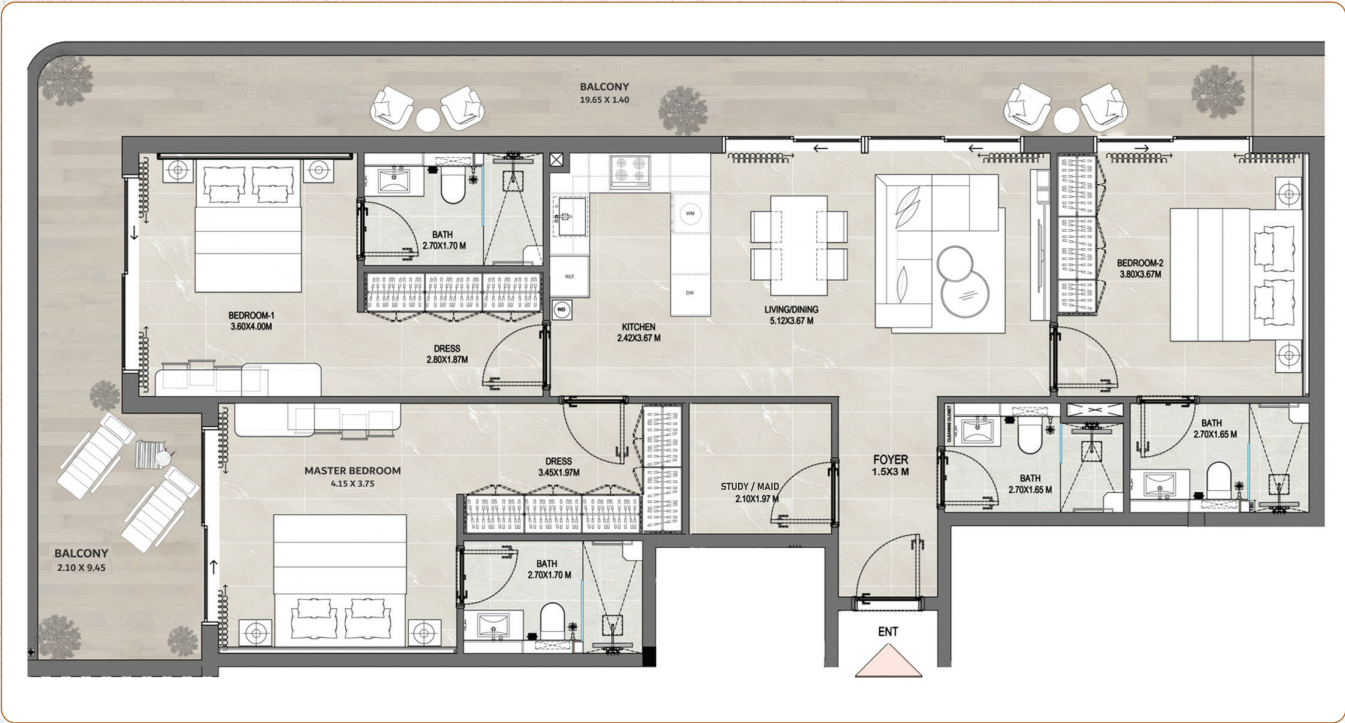 BALCONY
19.65 X 1.40
BATH
2.70X1.70 M
WM
REF.
DW
WD
BEDROOM-1
3.60X4.00M
DRESS
2.80X1.87M
KITCHEN
2.42X3.67 M
LIVING/DINING
5.12X3.67 M
BEDROOM-2
3.80X3.67M
MASTER BEDROOM
4.15 X 3.75
DRESS
3.45X1.97M
STUDY / MAID
2.10X1.97 M
FOYER
1.5X3 M
CLEANING CLOSET
BATH
2.70X1.65 M
BATH
2.70X1.65 M
BALCONY
2.10 X 9.45
BATH
2.70X1.70 M
ENT